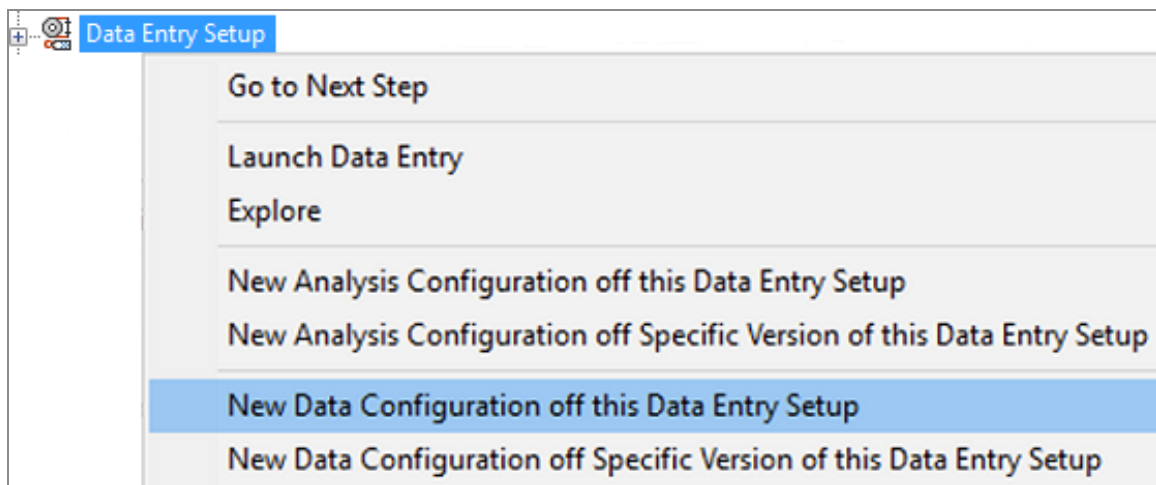 Data Entry Setup
Go to Next Step
Launch Data Entry
Explore
New Analysis Configuration off this Data Entry Setup
New Analysis Configuration off Specific Version of this Data Entry Setup
New Data Configuration off this Data Entry Setup
New Data Configuration off Specific Version of this Data Entry Setup